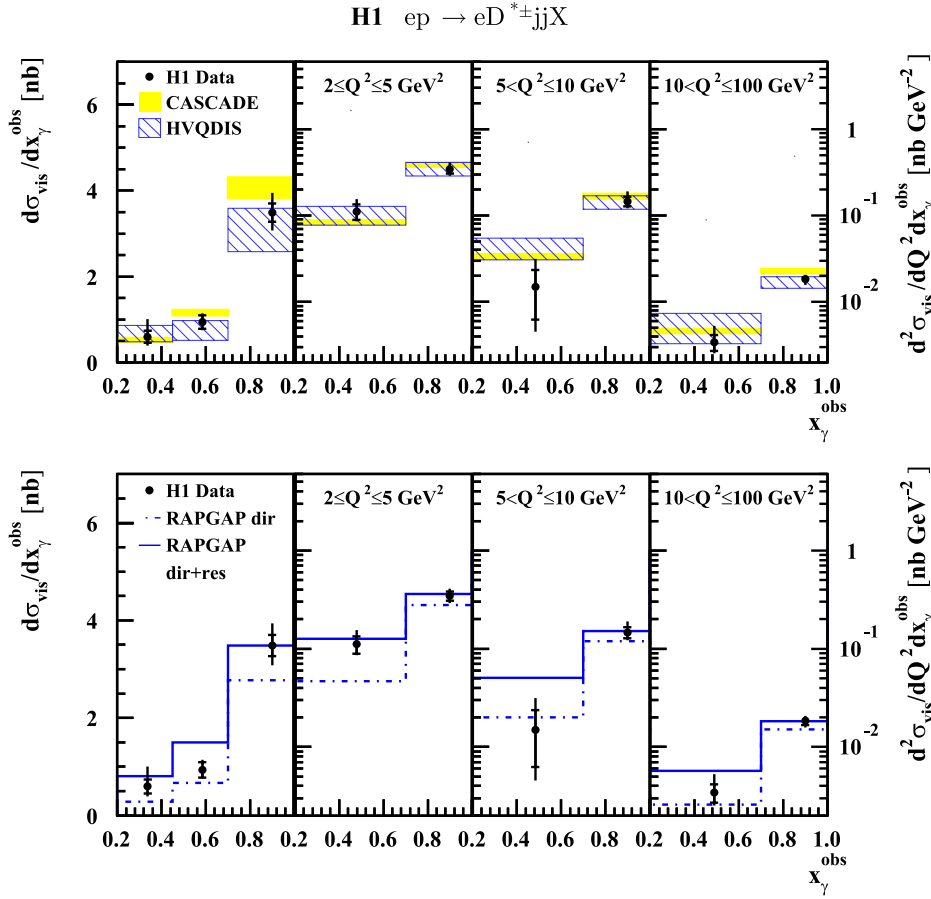 H1 ep → eD*±jjX
dσvis/dxγobs [nb]
6
4
2
0
H1 Data
CASCADE
HVQDIS
2≤Q2≤5 GeV2
5<Q2≤10 GeV2
10<Q2≤100 GeV2
1
10-1
10-2
d2σvis/dQ2dxγobs [nb GeV-2]
0.2 0.4 0.6 0.8 0.2 0.4 0.6 0.8 0.2 0.4 0.6 0.8 0.2 0.4 0.6 0.8 1.0
xγobs
dσvis/dxγobs [nb]
6
4
2
0
H1 Data
RAPGAP dir
RAPGAP
dir+res
2≤Q2≤5 GeV2
5<Q2≤10 GeV2
10<Q2≤100 GeV2
1
10-1
10-2
d2σvis/dQ2dxγobs [nb GeV-2]
0.2 0.4 0.6 0.8 0.2 0.4 0.6 0.8 0.2 0.4 0.6 0.8 0.2 0.4 0.6 0.8 1.0
xγobs